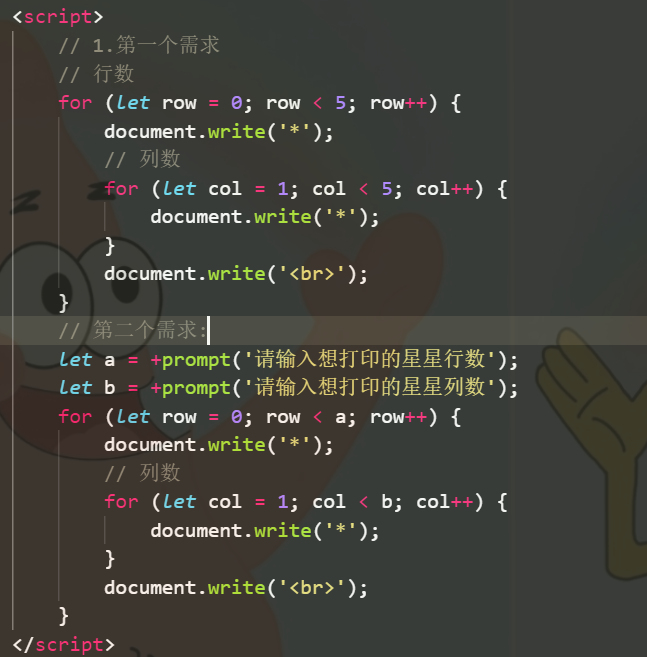 <script>
// 1.第一个需求
// 行数
for (let row = 0; row < 5; row++) {
document.write('*');
// 列数
for (let col = 1; col < 5; col++) {
document.write('*');
}
document.write('<br>');
}
// 第二个需求:
let a = +prompt('请输入想打印的星星行数');
let b = +prompt('请输入想打印的星星列数');
for (let row = 0; row < a; row++) {
document.write('*');
// 列数
for (let col = 1; col < b; col++) {
document.write('*');
}
document.write('<br>');
}
</script>